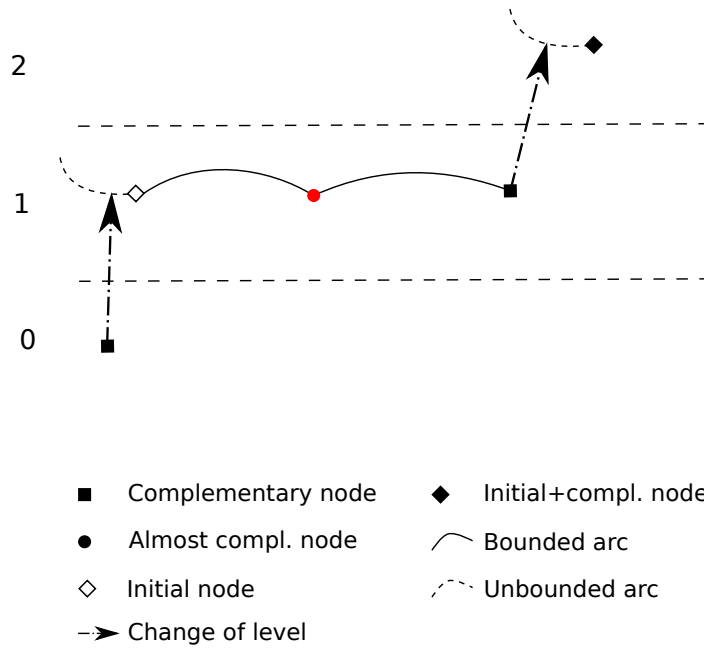 2
1
0
Complementary node
Initial+compl. node
Almost compl. node
Bounded arc
Initial node
Unbounded arc
Change of level